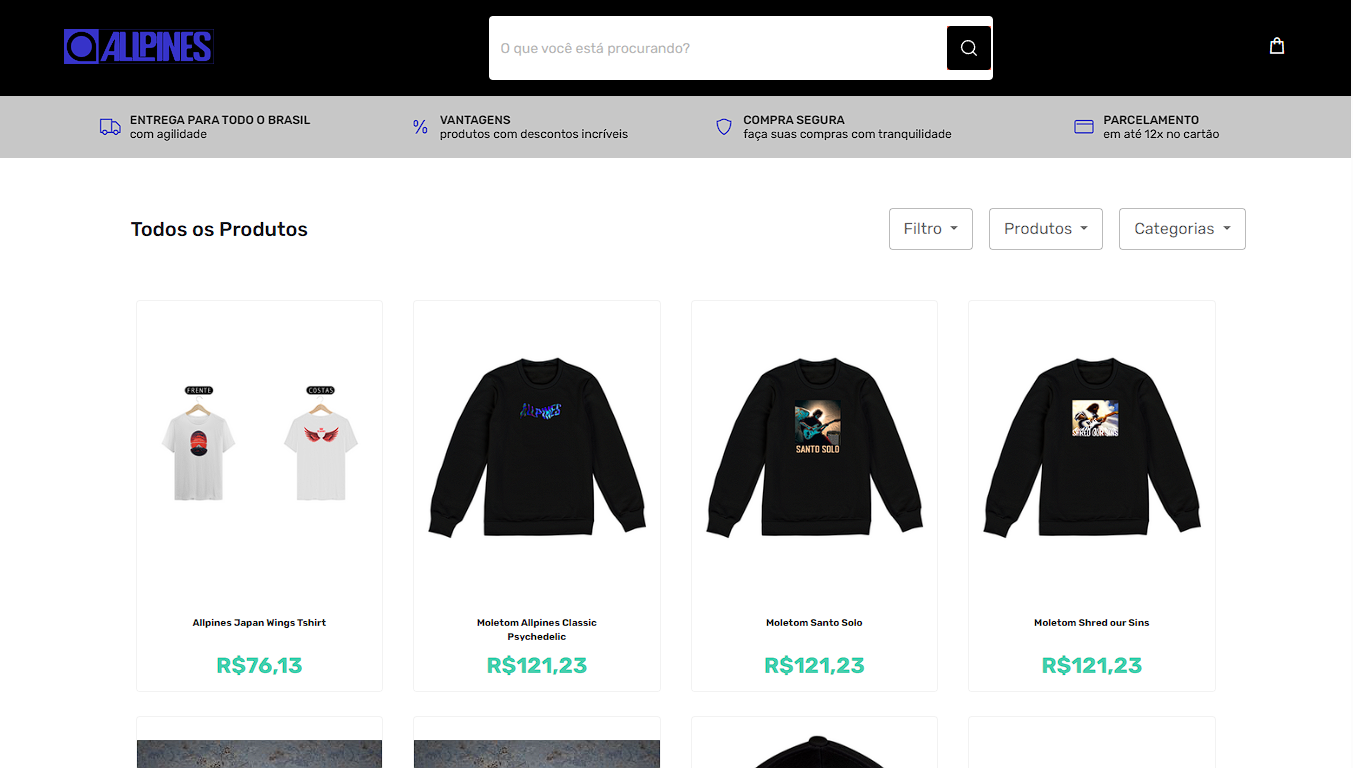 ALLPINES
O que você está procurando?
ENTREGA PARA TODO O BRASIL
com agilidade
VANTAGENS
produtos com descontos incríveis
COMPRA SEGURA
faça suas compras com tranquilidade
PARCELAMENTO
em até 12x no cartão
Todos os Produtos
Filtro
Produtos
Categorias
FRENTE
COSTAS
ALLPINES
SANTO SOLO
SHRED OUR SINS
Allpines Japan Wings Tshirt
R$76,13
Moletom Allpines Classic
Psychedelic
R$121,23
Moletom Santo Solo
R$121,23
Moletom Shred our Sins
R$121,23